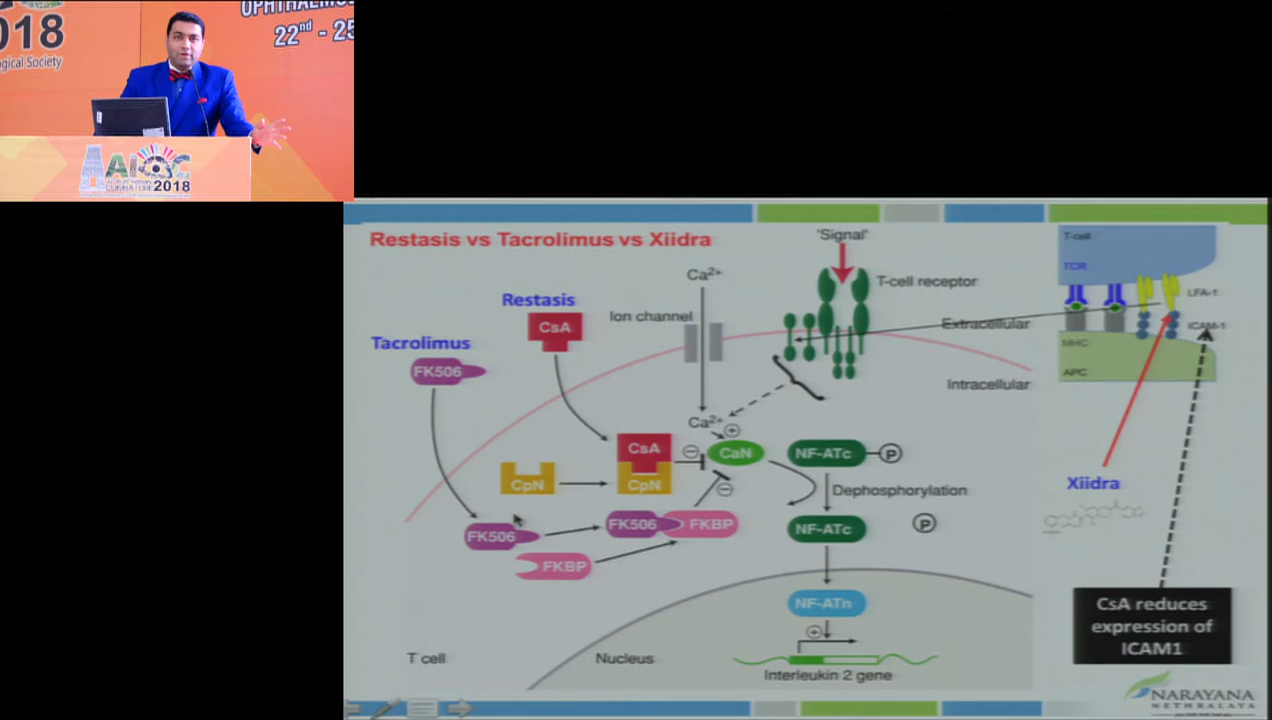 OPHTHALMO
22nd - 25
2018
ogical Society
AIOC
COIMBATORE
2018
Restasis vs Tacrolimus vs Xiidra
'Signal'
T-cell
TCR
LFA-1
ICAM-1
MHC
APC
Ca2+
T-cell receptor
Restasis
CsA
Ion channel
Extracellular
Tacrolimus
FK506
Intracellular
Ca2+
+
CsA
−
CaN
NF-ATc
P
CpN
CpN
−
Xiidra
Dephosphorylation
FK506
FK506
FKBP
NF-ATc
P
FKBP
NF-ATn
+
CsA reduces
expression of
ICAM1
T cell
Nucleus
Interleukin 2 gene
NARAYANA
NETHRALAYA